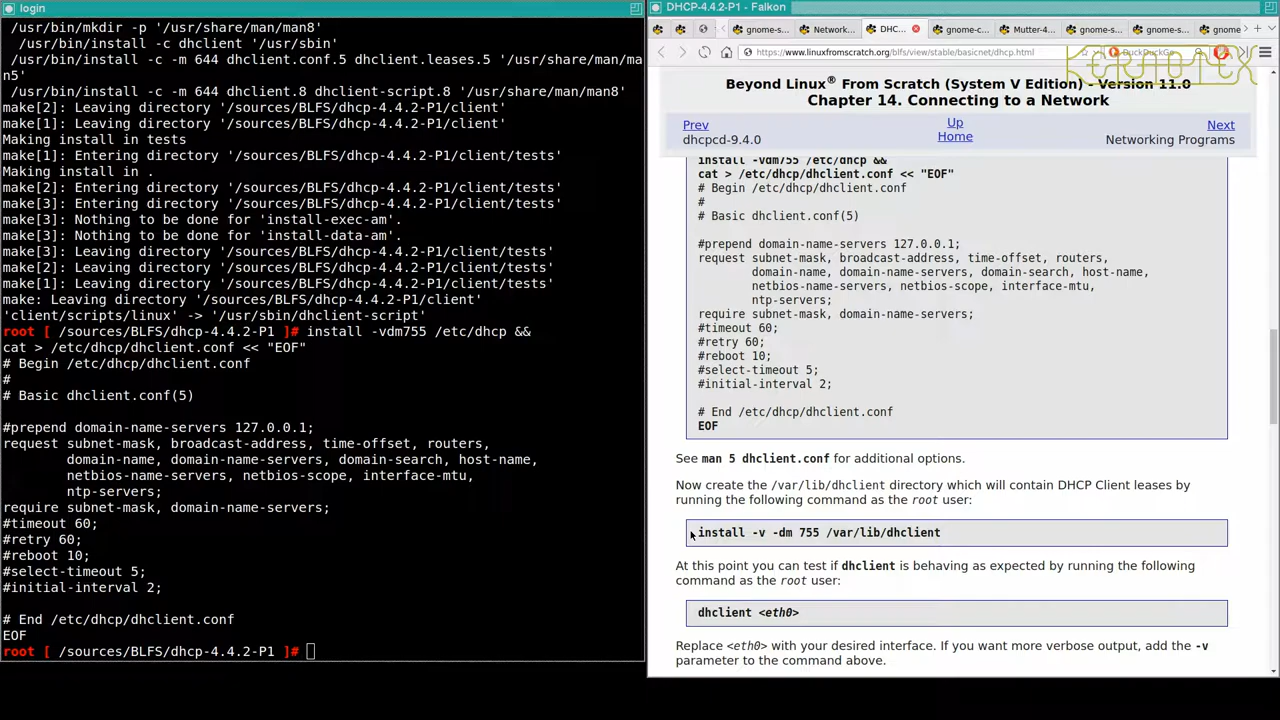 login
/usr/bin/mkdir -p '/usr/share/man/man8'
/usr/bin/install -c dhclient '/usr/sbin'
/usr/bin/install -c -m 644 dhclient.conf.5 dhclient.leases.5 '/usr/share/man/ma
n5'
/usr/bin/install -c -m 644 dhclient.8 dhclient-script.8 '/usr/share/man/man8'
make[2]: Leaving directory '/sources/BLFS/dhcp-4.4.2-P1/client'
make[1]: Leaving directory '/sources/BLFS/dhcp-4.4.2-P1/client'
Making install in tests
make[1]: Entering directory '/sources/BLFS/dhcp-4.4.2-P1/client/tests'
Making install in .
make[2]: Entering directory '/sources/BLFS/dhcp-4.4.2-P1/client/tests'
make[3]: Entering directory '/sources/BLFS/dhcp-4.4.2-P1/client/tests'
make[3]: Nothing to be done for 'install-exec-am'.
make[3]: Nothing to be done for 'install-data-am'.
make[3]: Leaving directory '/sources/BLFS/dhcp-4.4.2-P1/client/tests'
make[2]: Leaving directory '/sources/BLFS/dhcp-4.4.2-P1/client/tests'
make[1]: Leaving directory '/sources/BLFS/dhcp-4.4.2-P1/client/tests'
make: Leaving directory '/sources/BLFS/dhcp-4.4.2-P1/client'
'client/scripts/linux' -> '/usr/sbin/dhclient-script'
root [ /sources/BLFS/dhcp-4.4.2-P1 ]# install -vdm755 /etc/dhcp &&
cat > /etc/dhcp/dhclient.conf << "EOF"
# Begin /etc/dhcp/dhclient.conf
#
# Basic dhclient.conf(5)
#prepend domain-name-servers 127.0.0.1;
request subnet-mask, broadcast-address, time-offset, routers,
domain-name, domain-name-servers, domain-search, host-name,
netbios-name-servers, netbios-scope, interface-mtu,
ntp-servers;
require subnet-mask, domain-name-servers;
#timeout 60;
#retry 60;
#reboot 10;
#select-timeout 5;
#initial-interval 2;
# End /etc/dhcp/dhclient.conf
EOF
root [ /sources/BLFS/dhcp-4.4.2-P1 ]#
DHCP-4.4.2-P1 - Falkon
gnome-s... Network... DHC... gnome-c... Mutter-4... gnome-s... gnome-s... gnome
https://www.linuxfromscratch.org/blfs/view/stable/basicnet/dhcp.html
DuckDuckGo
KERNOTEX
Beyond Linux® From Scratch (System V Edition) - Version 11.0
Chapter 14. Connecting to a Network
Prev Up Next
dhcpcd-9.4.0 Home Networking Programs
install -vdm755 /etc/dhcp &&
cat > /etc/dhcp/dhclient.conf << "EOF"
# Begin /etc/dhcp/dhclient.conf
#
# Basic dhclient.conf(5)
#prepend domain-name-servers 127.0.0.1;
request subnet-mask, broadcast-address, time-offset, routers,
domain-name, domain-name-servers, domain-search, host-name,
netbios-name-servers, netbios-scope, interface-mtu,
ntp-servers;
require subnet-mask, domain-name-servers;
#timeout 60;
#retry 60;
#reboot 10;
#select-timeout 5;
#initial-interval 2;
# End /etc/dhcp/dhclient.conf
EOF
See man 5 dhclient.conf for additional options.
Now create the /var/lib/dhclient directory which will contain DHCP Client leases by
running the following command as the root user:
install -v -dm 755 /var/lib/dhclient
At this point you can test if dhclient is behaving as expected by running the following
command as the root user:
dhclient <eth0>
Replace <eth0> with your desired interface. If you want more verbose output, add the -v
parameter to the command above.